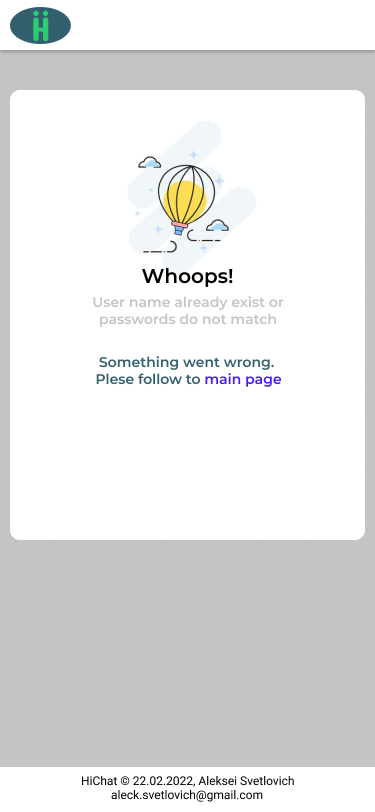 Whoops!
User name already exist or
passwords do not match
Something went wrong.
Plese follow to main page
HiChat © 22.02.2022, Aleksei Svetlovich
aleck.svetlovich@gmail.com